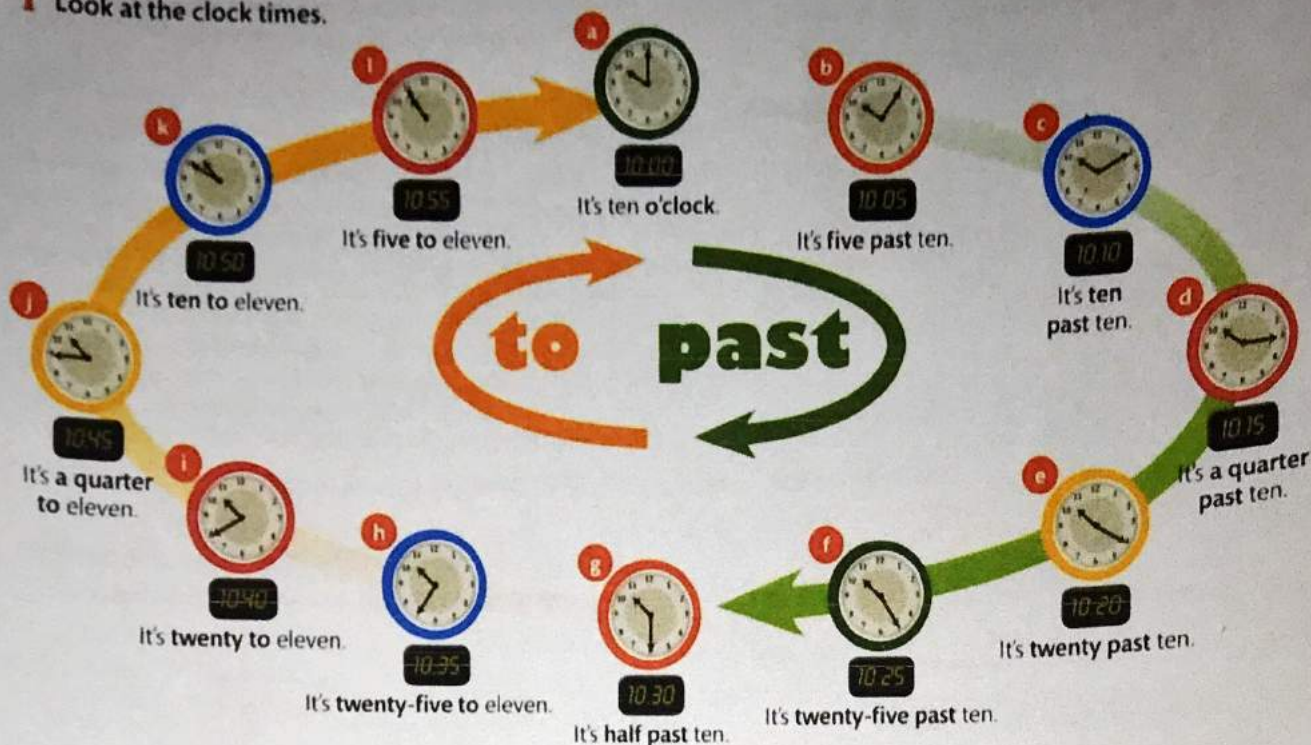 1 Look at the clock times.
a
10:00
It's ten o'clock.
b
10:05
It's five past ten.
c
10:10
It's ten
past ten.
d
10:15
It's a quarter
past ten.
e
10:20
It's twenty past ten.
f
10:25
It's twenty-five past ten.
g
10:30
It's half past ten.
h
10:35
It's twenty-five to eleven.
i
10:40
It's twenty to eleven.
j
10:45
It's a quarter
to eleven.
k
10:50
It's ten to eleven.
l
10:55
It's five to eleven.
to past